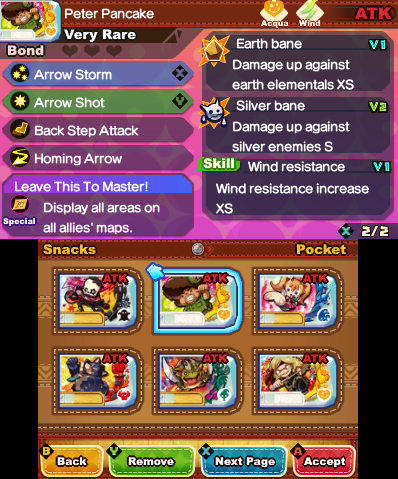 Peter Pancake
Acqua
Wind
ATK
Very Rare
Bond
Arrow Storm
X
Arrow Shot
Y
Back Step Attack
Homing Arrow
Leave This To Master!
Special
Display all areas on
all allies' maps.
Earth bane
V1
Damage up against
earth elementals XS
Silver bane
V2
Damage up against
silver enemies S
Skill
Wind resistance
V1
Wind resistance increase
XS
X
2/2
Snacks
Pocket
ATK
ATK
ATK
ATK
ATK
ATK
B
Back
Y
Remove
X
Next Page
A
Accept